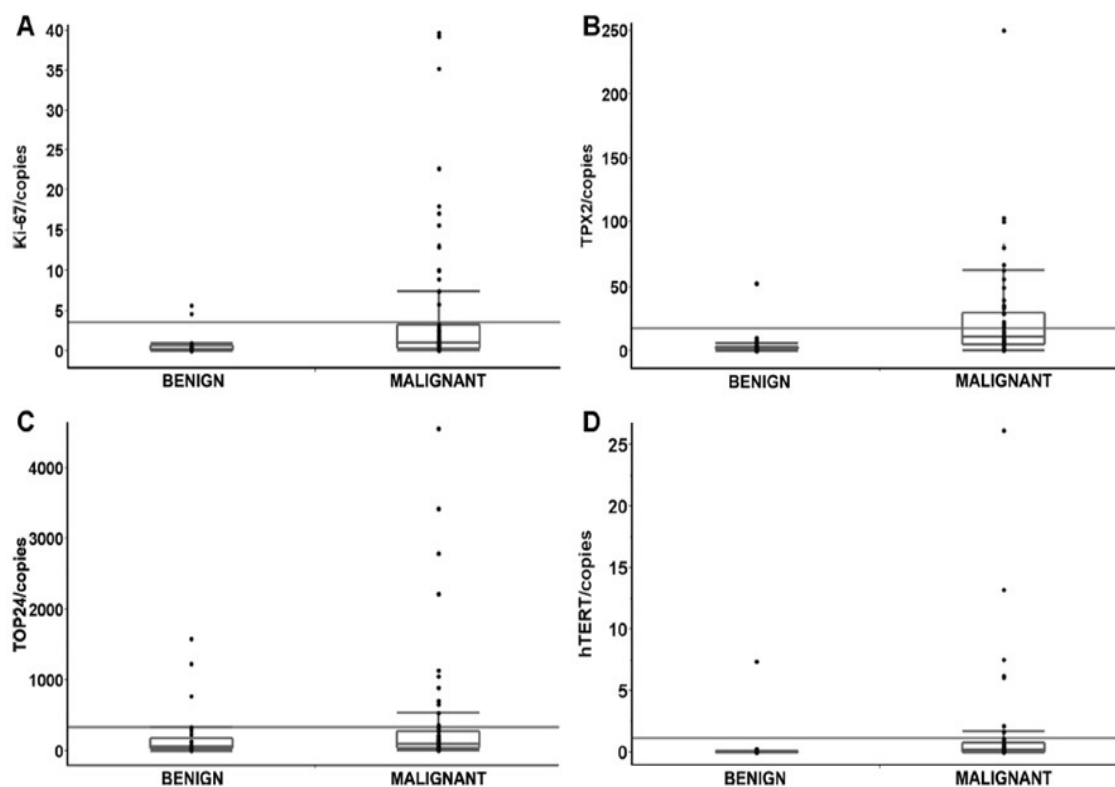 A
Ki-67/copies
40
35
30
25
20
15
10
5
0
BENIGN
MALIGNANT
B
TPX2/copies
250
200
150
100
50
0
BENIGN
MALIGNANT
C
TOP24/copies
4000
3000
2000
1000
0
BENIGN
MALIGNANT
D
hTERT/copies
25
20
15
10
5
0
BENIGN
MALIGNANT